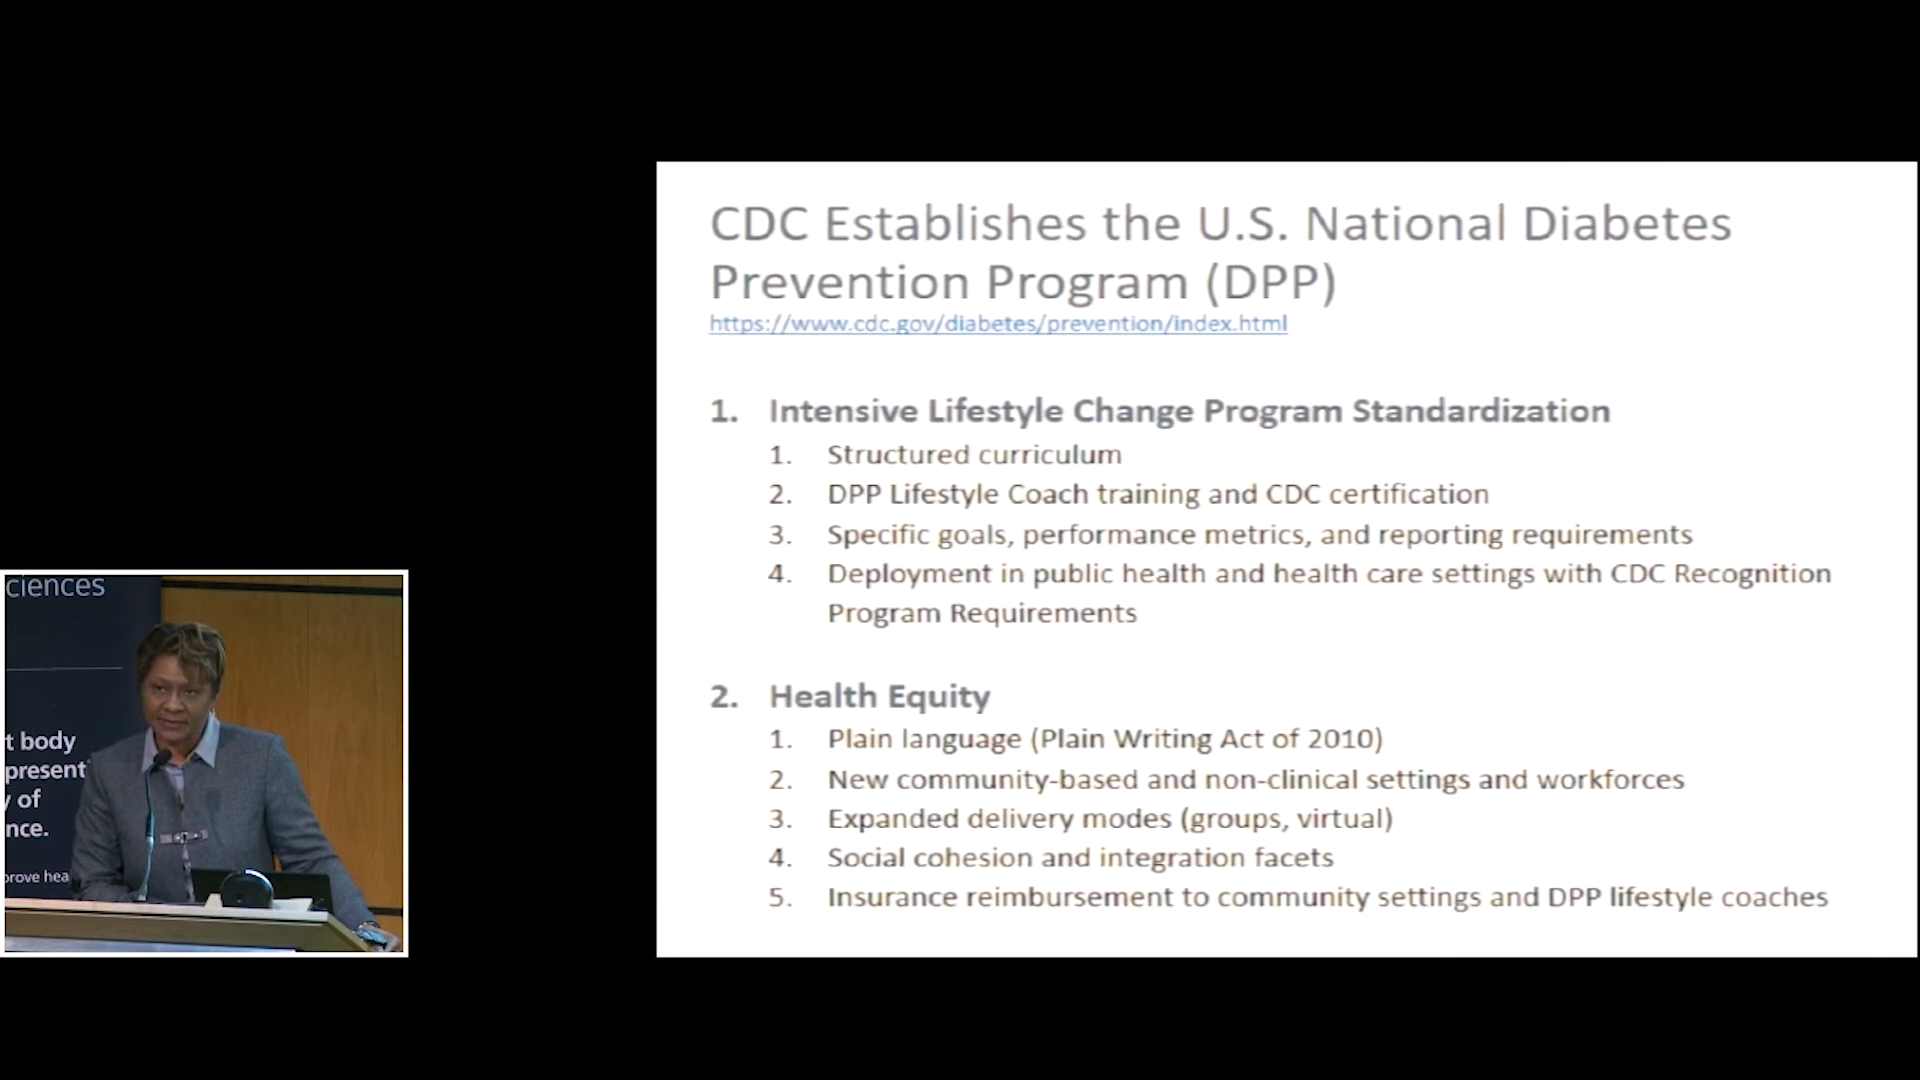 CDC Establishes the U.S. National Diabetes
Prevention Program (DPP)
https://www.cdc.gov/diabetes/prevention/index.html
1. Intensive Lifestyle Change Program Standardization
1. Structured curriculum
2. DPP Lifestyle Coach training and CDC certification
3. Specific goals, performance metrics, and reporting requirements
4. Deployment in public health and health care settings with CDC Recognition
Program Requirements
2. Health Equity
1. Plain language (Plain Writing Act of 2010)
2. New community-based and non-clinical settings and workforces
3. Expanded delivery modes (groups, virtual)
4. Social cohesion and integration facets
5. Insurance reimbursement to community settings and DPP lifestyle coaches
ciences
t body
present
y of
nce.
prove hea